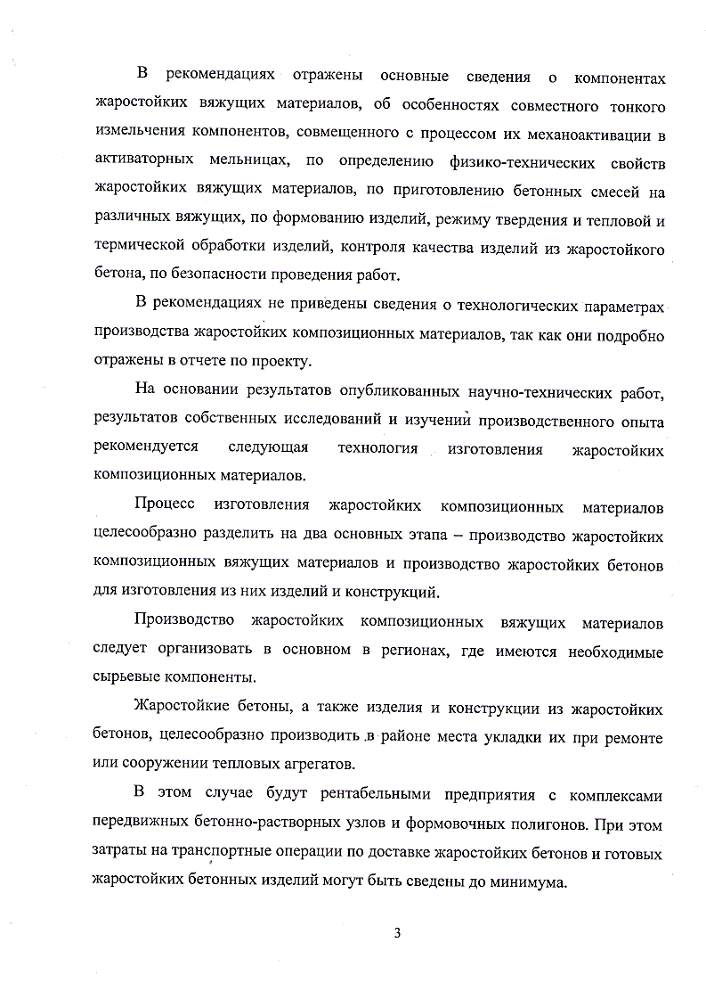 В рекомендациях отражены основные сведения о компонентах
жаростойких вяжущих материалов, об особенностях совместного тонкого
измельчения компонентов, совмещенного с процессом их механоактивации в
активаторных мельницах, по определению физико-технических свойств
жаростойких вяжущих материалов, по приготовлению бетонных смесей на
различных вяжущих, по формованию изделий, режиму твердения и тепловой и
термической обработки изделий, контроля качества изделий из жаростойкого
бетона, по безопасности проведения работ.
В рекомендациях не приведены сведения о технологических параметрах
производства жаростойких композиционных материалов, так как они подробно
отражены в отчете по проекту.
На основании результатов опубликованных научно-технических работ,
результатов собственных исследований и изучений производственного опыта
рекомендуется следующая технология изготовления жаростойких
композиционных материалов.
Процесс изготовления жаростойких композиционных материалов
целесообразно разделить на два основных этапа – производство жаростойких
композиционных вяжущих материалов и производство жаростойких бетонов
для изготовления из них изделий и конструкций.
Производство жаростойких композиционных вяжущих материалов
следует организовать в основном в регионах, где имеются необходимые
сырьевые компоненты.
Жаростойкие бетоны, а также изделия и конструкции из жаростойких
бетонов, целесообразно производить .в районе места укладки их при ремонте
или сооружении тепловых агрегатов.
В этом случае будут рентабельными предприятия с комплексами
передвижных бетонно-растворных узлов и формовочных полигонов. При этом
затраты на транспортные операции по доставке жаростойких бетонов и готовых
жаростойких бетонных изделий могут быть сведены до минимума.
3